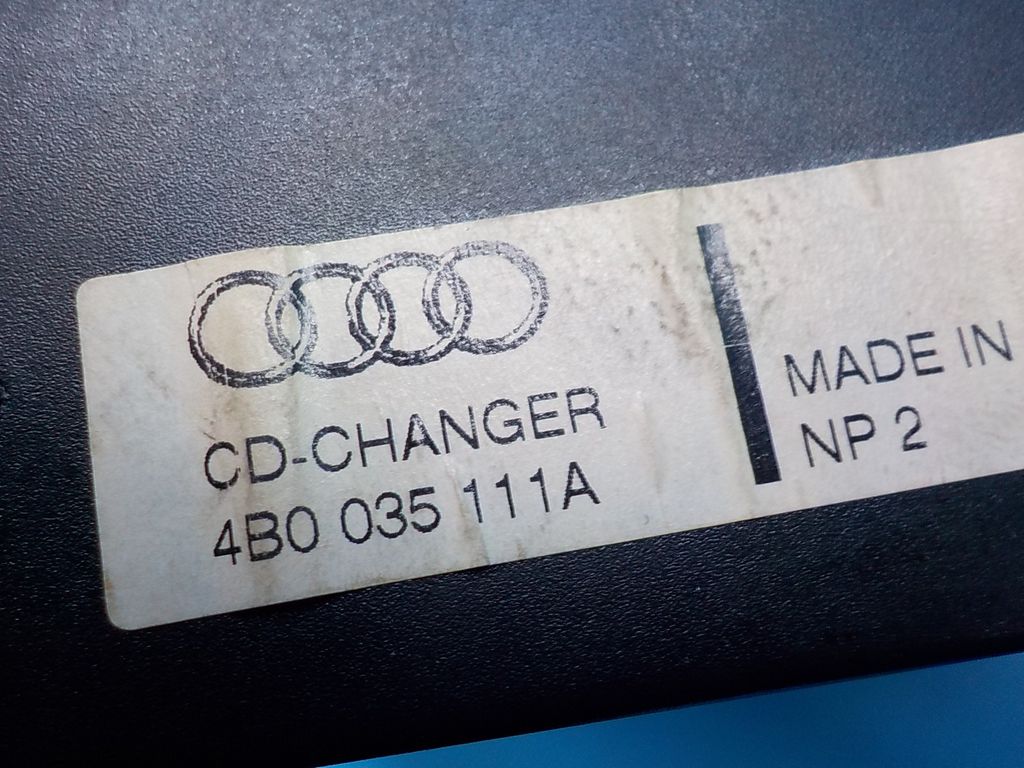 CD-CHANGER
4B0 035 111A
MADE IN
NP 2